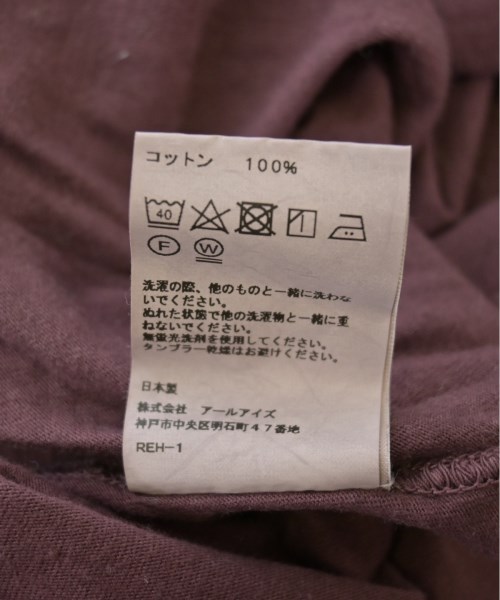 コットン 100%
40
F W
洗濯の際、他のものと一緒に洗わな
いでください。
ぬれた状態で他の洗濯物と一緒に重
ねないでください。
無蛍光洗剤を使用してください。
タンブラー乾燥はお避けください。
日本製
株式会社 アールアイズ
神戸市中央区明石町47番地
REH-1